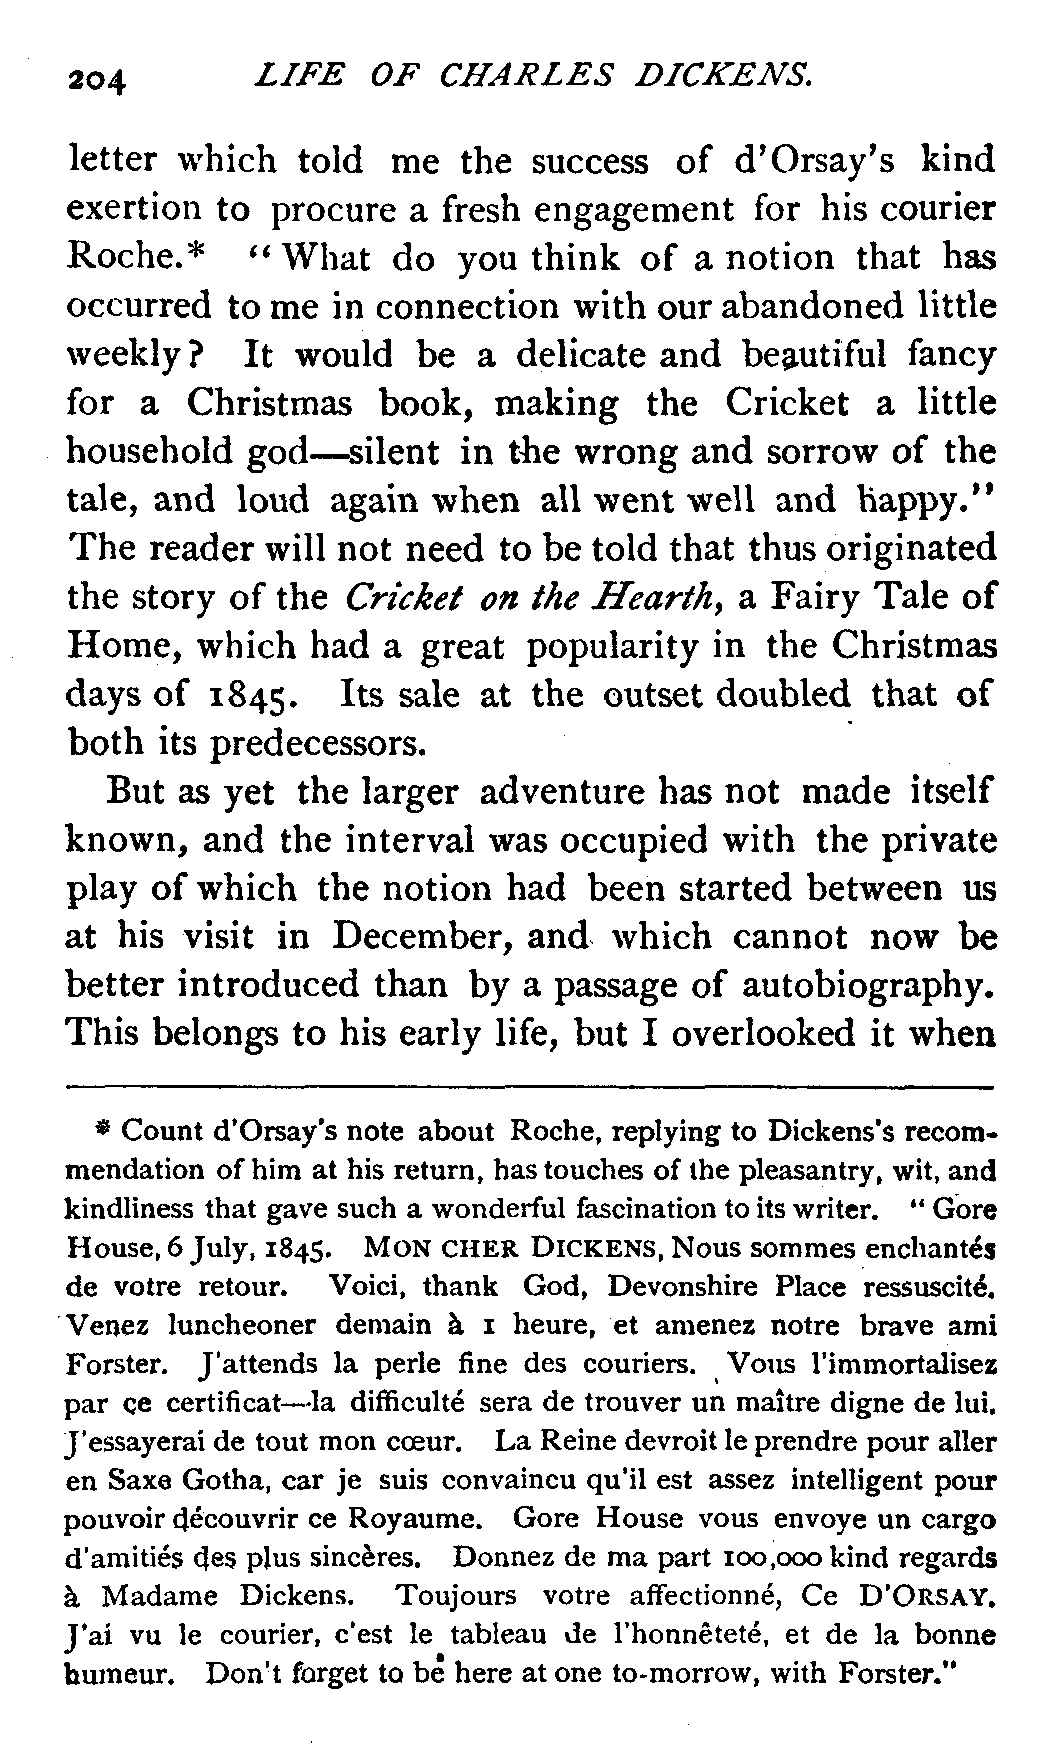 204 LIFE OF CHARLES DICKENS.
letter which told me the success of d'Orsay's kind
exertion to procure a fresh engagement for his courier
Roche.* “What do you think of a notion that has
occurred to me in connection with our abandoned little
weekly? It would be a delicate and beautiful fancy
for a Christmas book, making the Cricket a little
household god—silent in the wrong and sorrow of the
tale, and loud again when all went well and happy.”
The reader will not need to be told that thus originated
the story of the Cricket on the Hearth, a Fairy Tale of
Home, which had a great popularity in the Christmas
days of 1845. Its sale at the outset doubled that of
both its predecessors.
But as yet the larger adventure has not made itself
known, and the interval was occupied with the private
play of which the notion had been started between us
at his visit in December, and which cannot now be
better introduced than by a passage of autobiography.
This belongs to his early life, but I overlooked it when
* Count d'Orsay's note about Roche, replying to Dickens's recom-
mendation of him at his return, has touches of the pleasantry, wit, and
kindliness that gave such a wonderful fascination to its writer. “Gore
House, 6 July, 1845. MON CHER DICKENS, Nous sommes enchantés
de votre retour. Voici, thank God, Devonshire Place ressuscité.
Venez luncheoner demain à 1 heure, et amenez notre brave ami
Forster. J'attends la perle fine des couriers. Vous l'immortalisez
par ce certificat—la difficulté sera de trouver un maître digne de lui.
J'essayerai de tout mon cœur. La Reine devroit le prendre pour aller
en Saxe Gotha, car je suis convaincu qu'il est assez intelligent pour
pouvoir découvrir ce Royaume. Gore House vous envoye un cargo
d'amitiés des plus sincères. Donnez de ma part 100,000 kind regards
à Madame Dickens. Toujours votre affectionné, Ce D'ORSAY.
J'ai vu le courier, c'est le tableau de l'honnêteté, et de la bonne
humeur. Don't forget to be here at one to-morrow, with Forster.”